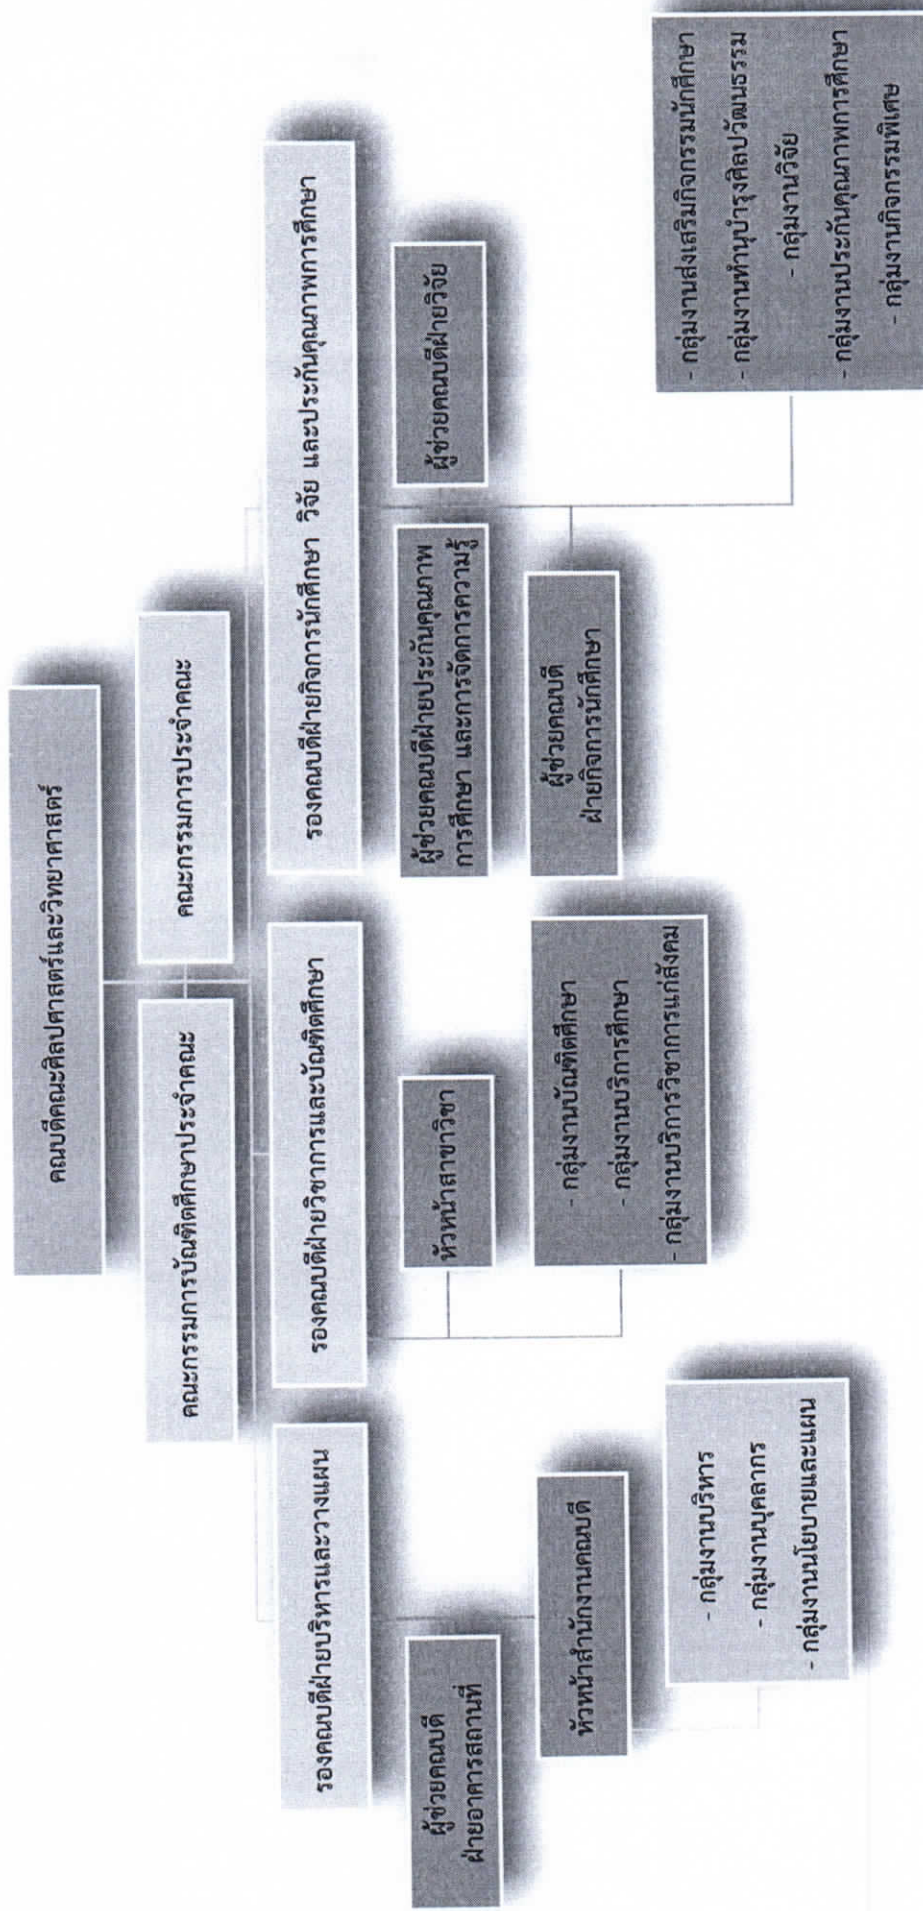 คณบดีคณะศิลปศาสตร์และวิทยาศาสตร์
คณะกรรมการบัณฑิตศึกษาประจำคณะ
คณะกรรมการประจำคณะ
รองคณบดีฝ่ายบริหารและวางแผน
รองคณบดีฝ่ายวิชาการและบัณฑิตศึกษา
รองคณบดีฝ่ายกิจการนักศึกษา วิจัย และประกันคุณภาพการศึกษา
ผู้ช่วยคณบดี
ฝ่ายอาคารสถานที่
หัวหน้าสาขาวิชา
ผู้ช่วยคณบดีฝ่ายประกันคุณภาพ
การศึกษา และการจัดการความรู้
ผู้ช่วยคณบดีฝ่ายวิจัย
หัวหน้าสำนักงานคณบดี
- กลุ่มงานบัณฑิตศึกษา
- กลุ่มงานบริการศึกษา
- กลุ่มงานบริการวิชาการแก่สังคม
ผู้ช่วยคณบดี
ฝ่ายกิจการนักศึกษา
- กลุ่มงานบริหาร
- กลุ่มงานบุคลากร
- กลุ่มงานนโยบายและแผน
- กลุ่มงานส่งเสริมกิจกรรมนักศึกษา
- กลุ่มงานทำนุบำรุงศิลปวัฒนธรรม
- กลุ่มงานวิจัย
- กลุ่มงานประกันคุณภาพการศึกษา
- กลุ่มงานกิจกรรมพิเศษ